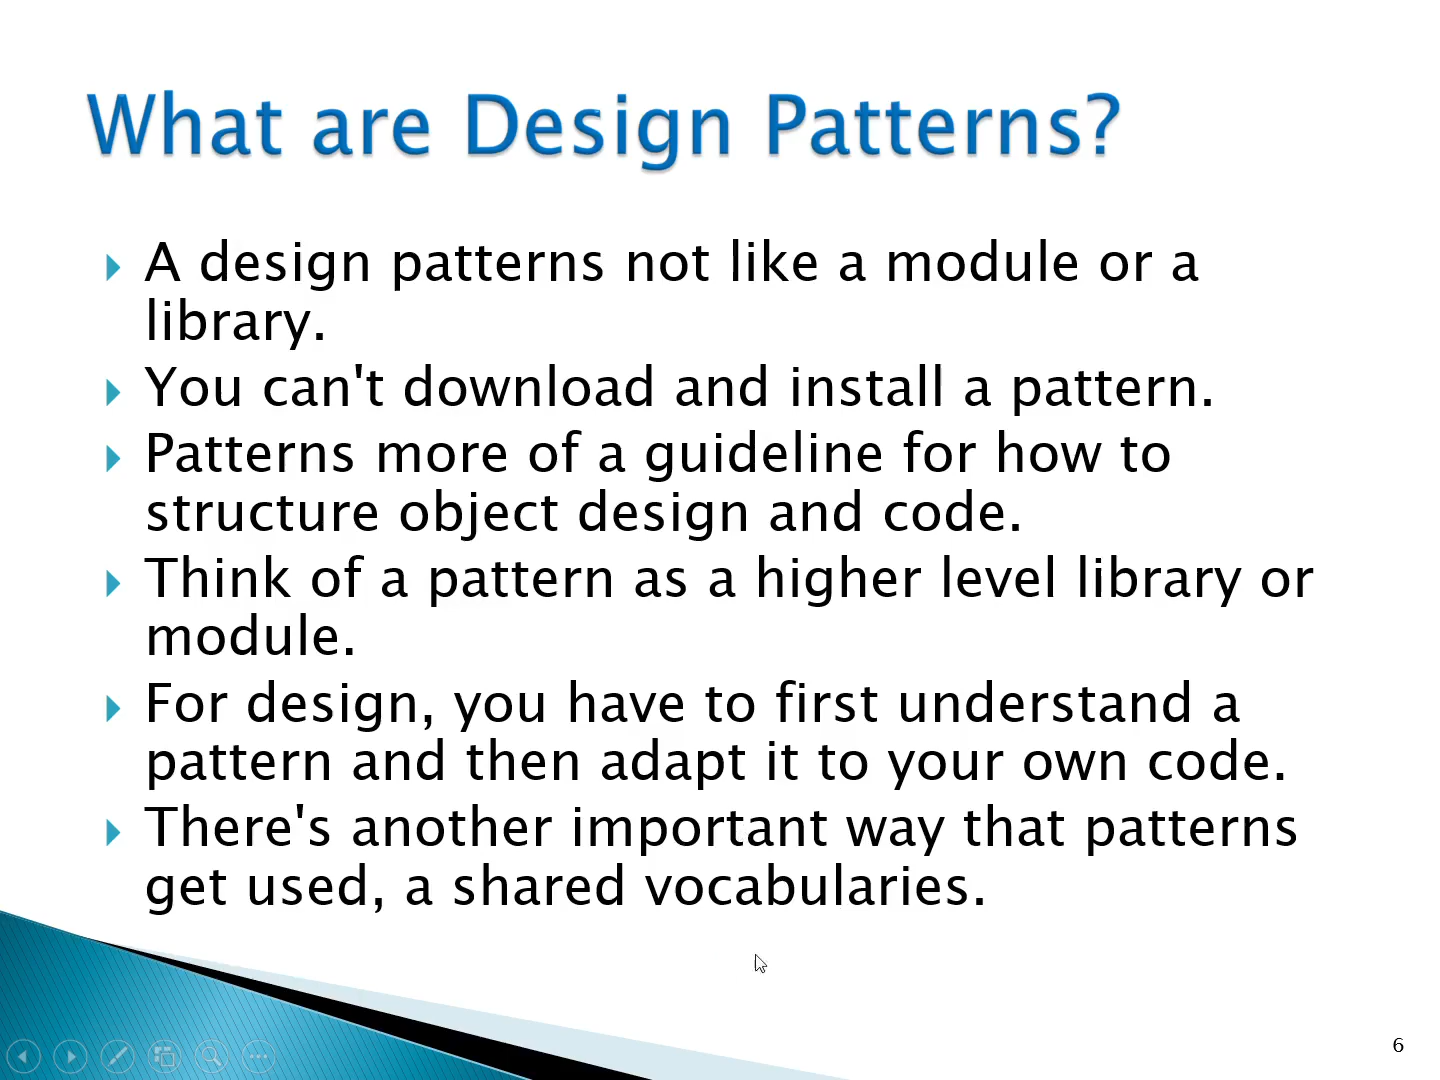 What are Design Patterns?
A design patterns not like a module or a
library.
You can't download and install a pattern.
Patterns more of a guideline for how to
structure object design and code.
Think of a pattern as a higher level library or
module.
For design, you have to first understand a
pattern and then adapt it to your own code.
There's another important way that patterns
get used, a shared vocabularies.
6